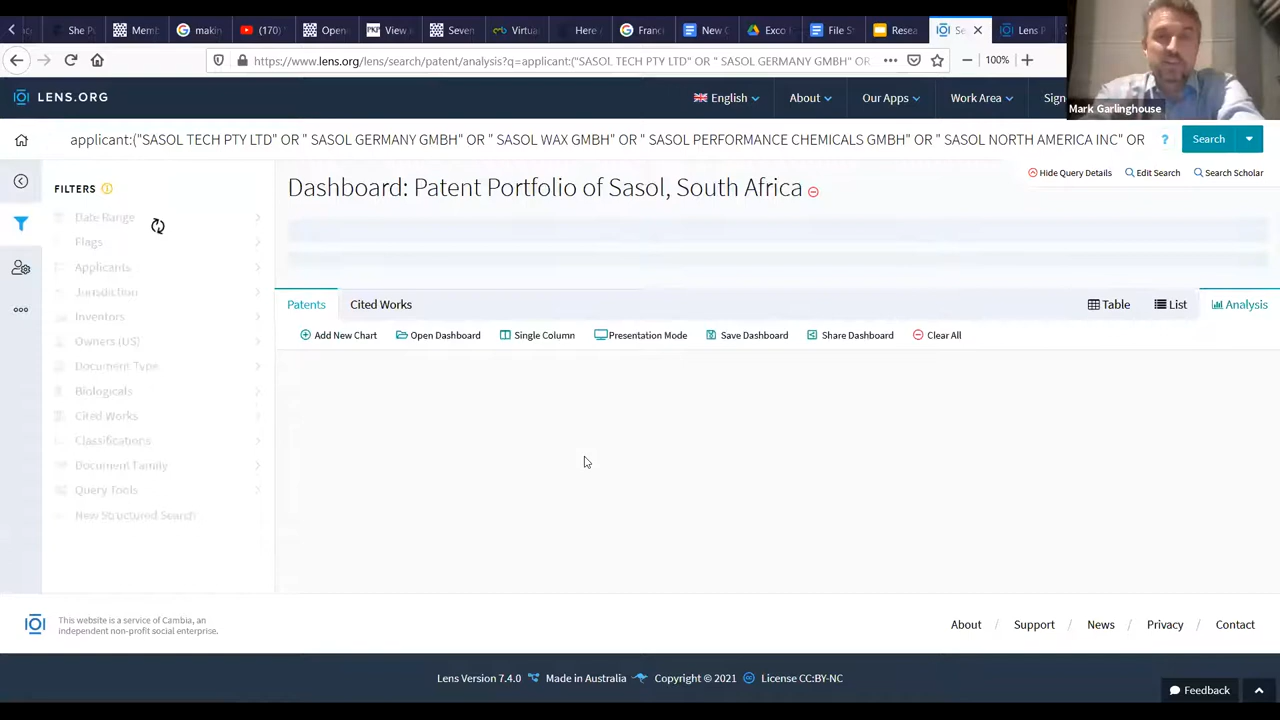 She P
Memb
makin
(170)
Open
View
Seven
Virtua
Here
Franc
New C
Exco
File S
Resea
Se
Lens P
https://www.lens.org/lens/search/patent/analysis?q=applicant:("SASOL TECH PTY LTD" OR " SASOL GERMANY GMBH" OR
100%
Mark Garlinghouse
LENS.ORG
English
About
Our Apps
Work Area
Sign
applicant:("SASOL TECH PTY LTD" OR " SASOL GERMANY GMBH" OR " SASOL WAX GMBH" OR " SASOL PERFORMANCE CHEMICALS GMBH" OR " SASOL NORTH AMERICA INC" OR
?
Search
FILTERS
Dashboard: Patent Portfolio of Sasol, South Africa
Hide Query Details
Edit Search
Search Scholar
Date Range
Flags
Applicants
Jurisdiction
Inventors
Owners (US)
Document Type
Biologicals
Cited Works
Classifications
Document Family
Query Tools
New Structured Search
Patents
Cited Works
Table
List
Analysis
Add New Chart
Open Dashboard
Single Column
Presentation Mode
Save Dashboard
Share Dashboard
Clear All
This website is a service of Cambia, an
independent non-profit social enterprise.
About / Support / News / Privacy / Contact
Lens Version 7.4.0
Made in Australia
Copyright © 2021
License CC:BY-NC
Feedback